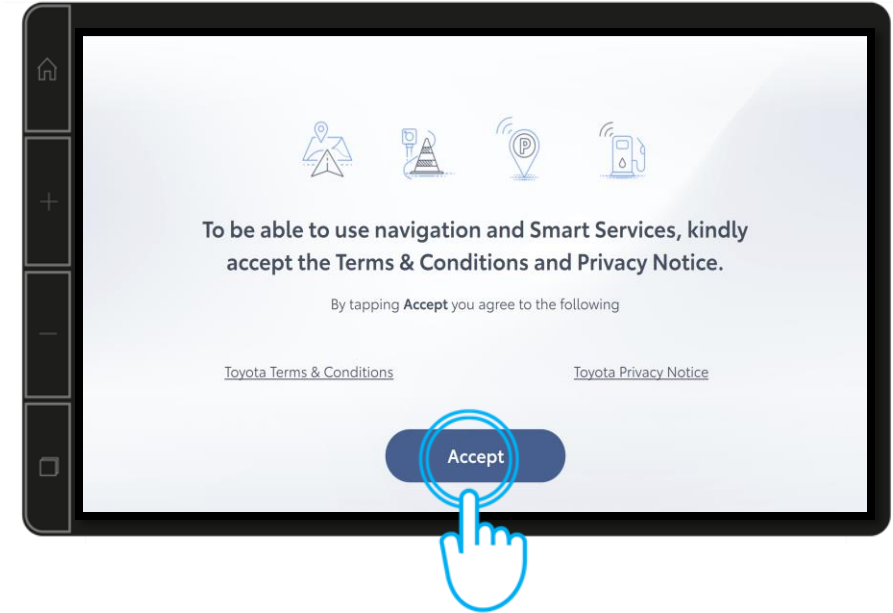 To be able to use navigation and Smart Services, kindly
accept the Terms & Conditions and Privacy Notice.
By tapping Accept you agree to the following
Toyota Terms & Conditions
Toyota Privacy Notice
Accept